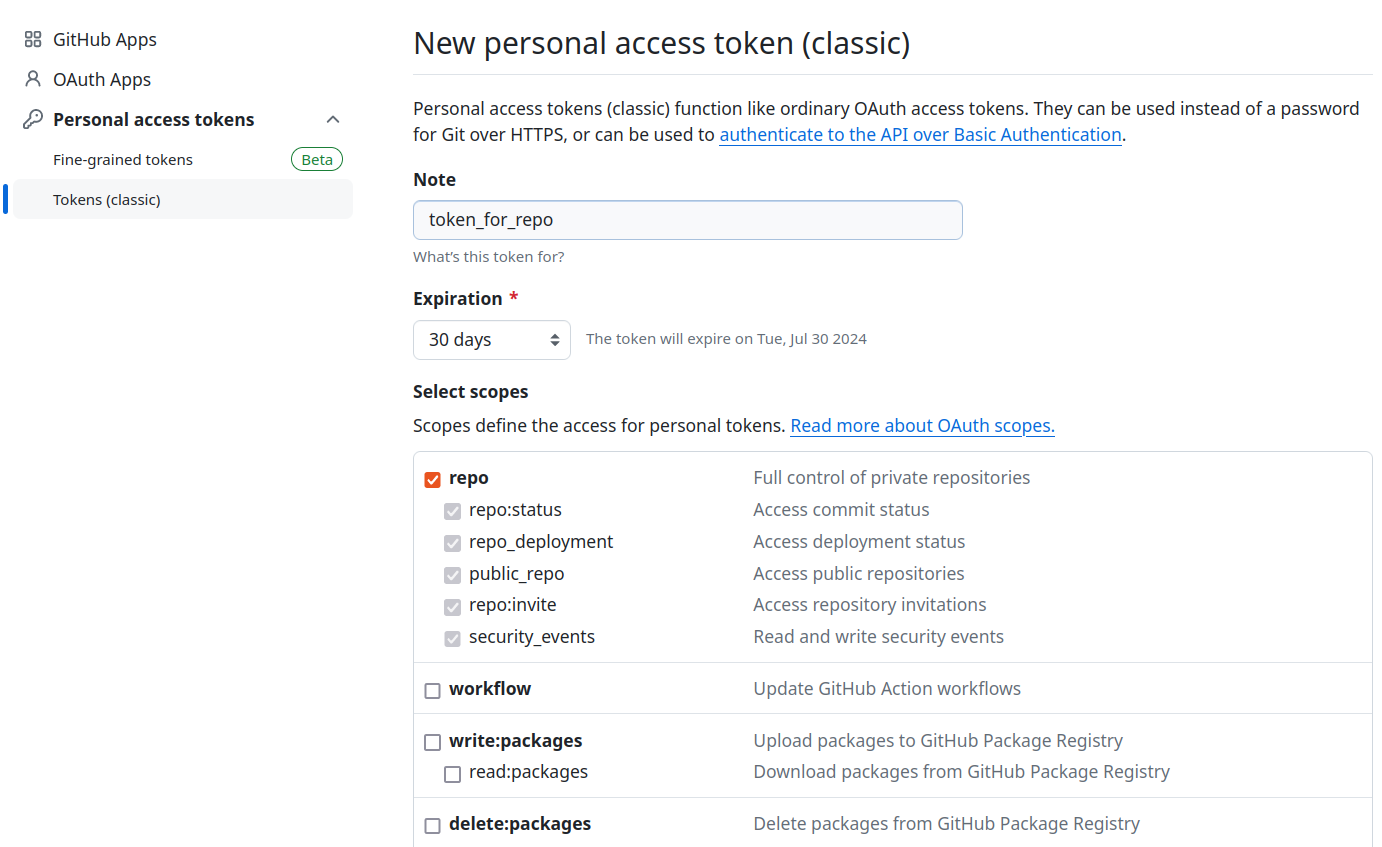 GitHub Apps
OAuth Apps
Personal access tokens
Fine-grained tokens
Beta
Tokens (classic)
New personal access token (classic)
Personal access tokens (classic) function like ordinary OAuth access tokens. They can be used instead of a password
for Git over HTTPS, or can be used to authenticate to the API over Basic Authentication.
Note
token_for_repo
What's this token for?
Expiration *
30 days
The token will expire on Tue, Jul 30 2024
Select scopes
Scopes define the access for personal tokens. Read more about OAuth scopes.
repo Full control of private repositories
repo:status Access commit status
repo_deployment Access deployment status
public_repo Access public repositories
repo:invite Access repository invitations
security_events Read and write security events
workflow Update GitHub Action workflows
write:packages Upload packages to GitHub Package Registry
read:packages Download packages from GitHub Package Registry
delete:packages Delete packages from GitHub Package Registry